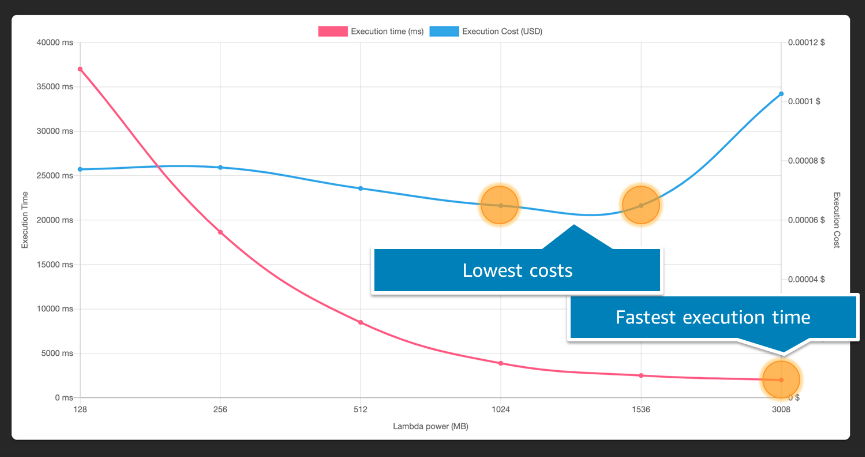 Execution time (ms) Execution Cost (USD)
40000 ms
35000 ms
30000 ms
25000 ms
20000 ms
15000 ms
10000 ms
5000 ms
0 ms
Execution Time
0.00012 $
0.0001 $
0.00008 $
0.00006 $
0.00004 $
0 $
Execution Cost
Lowest costs
Fastest execution time
128 256 512 1024 1536 3008
Lambda power (MB)